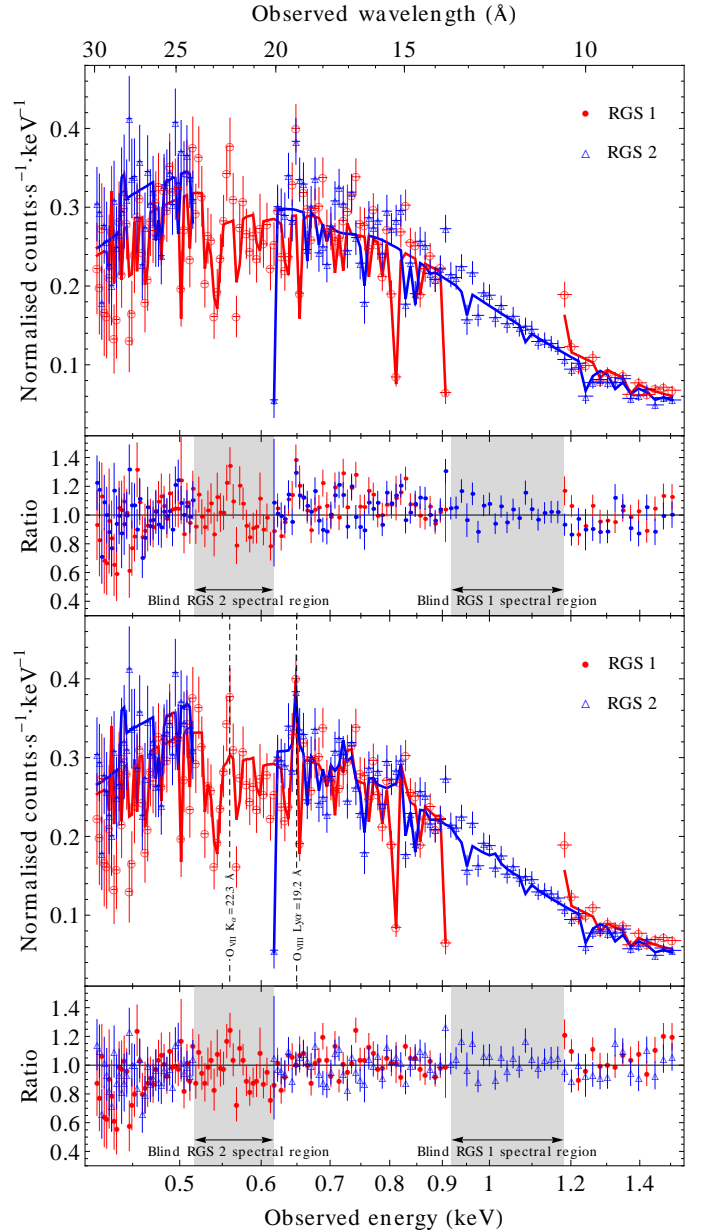 Observed wavelength (Å)
30 25 20 15 10
Normalised counts·s⁻¹·keV⁻¹
0.4
0.3
0.2
0.1
RGS 1
RGS 2
Ratio
1.4
1.2
1.0
0.8
0.6
0.4
Blind RGS 2 spectral region
Blind RGS 1 spectral region
Normalised counts·s⁻¹·keV⁻¹
0.4
0.3
0.2
0.1
RGS 1
RGS 2
O VII Kα=22.3 Å
O VIII Lyα=19.2 Å
Ratio
1.4
1.2
1.0
0.8
0.6
0.4
Blind RGS 2 spectral region
Blind RGS 1 spectral region
0.5 0.6 0.7 0.8 0.9 1 1.2 1.4
Observed energy (keV)